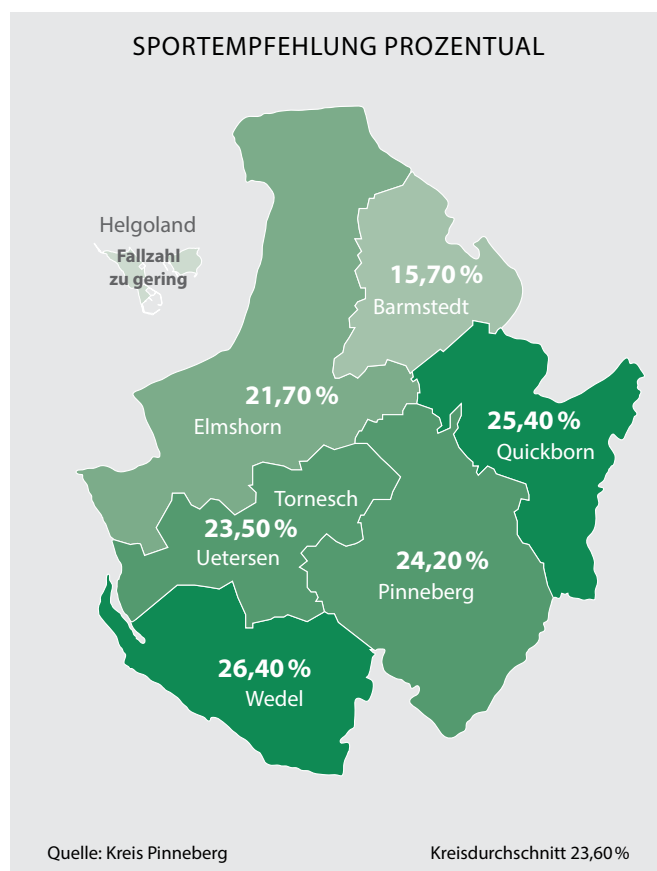 SPORTEMPFEHLUNG PROZENTUAL
Helgoland
Fallzahl
zu gering
15,70 %
Barmstedt
21,70 %
Elmshorn
25,40 %
Quickborn
Tornesch
23,50 %
Uetersen
24,20 %
Pinneberg
26,40 %
Wedel
Quelle: Kreis Pinneberg
Kreisdurchschnitt 23,60 %